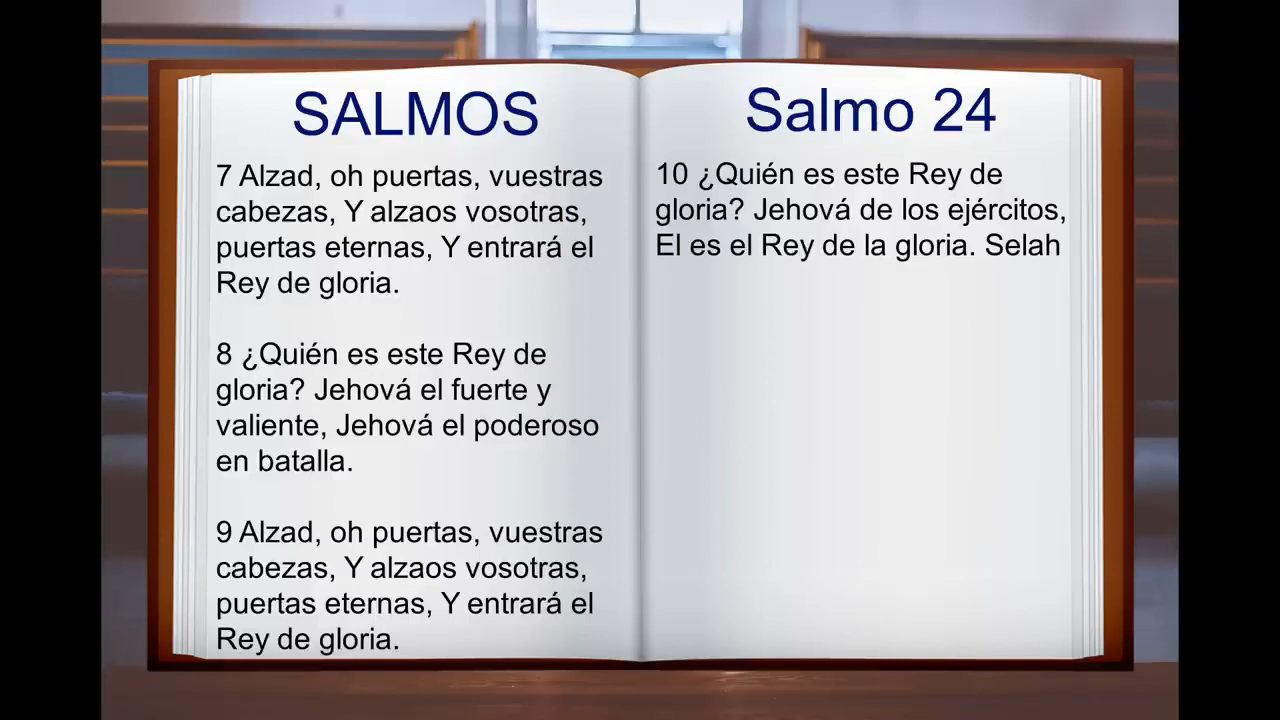 SALMOS
7 Alzad, oh puertas, vuestras
cabezas, Y alzaos vosotras,
puertas eternas, Y entrará el
Rey de gloria.
8 ¿Quién es este Rey de
gloria? Jehová el fuerte y
valiente, Jehová el poderoso
en batalla.
9 Alzad, oh puertas, vuestras
cabezas, Y alzaos vosotras,
puertas eternas, Y entrará el
Rey de gloria.
Salmo 24
10 ¿Quién es este Rey de
gloria? Jehová de los ejércitos,
El es el Rey de la gloria. Selah